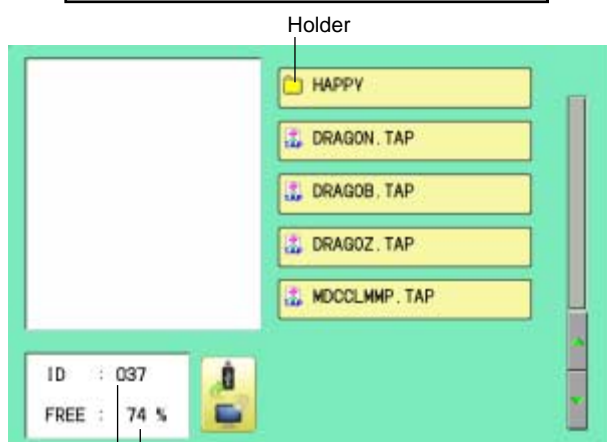 Holder
HAPPY
DRAGON.TAP
DRAGOB.TAP
DRAGOZ.TAP
MDCCLMMP.TAP
ID : 037
FREE : 74 %